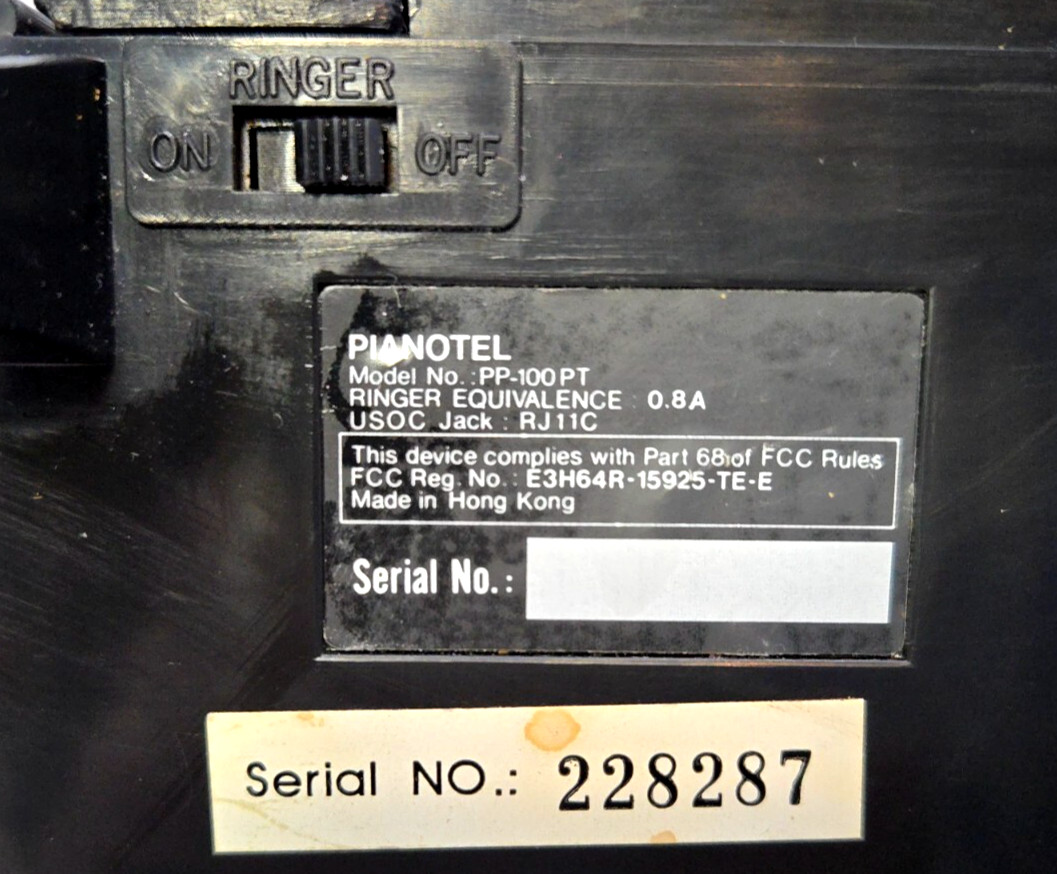 RINGER
ON OFF
PIANOTEL
Model No. : PP-100PT
RINGER EQUIVALENCE : 0.8A
USOC Jack : RJ11C
This device complies with Part 68 of FCC Rules
FCC Reg. No. : E3H64R-15925-TE-E
Made in Hong Kong
Serial No. :
Serial NO.: 228287